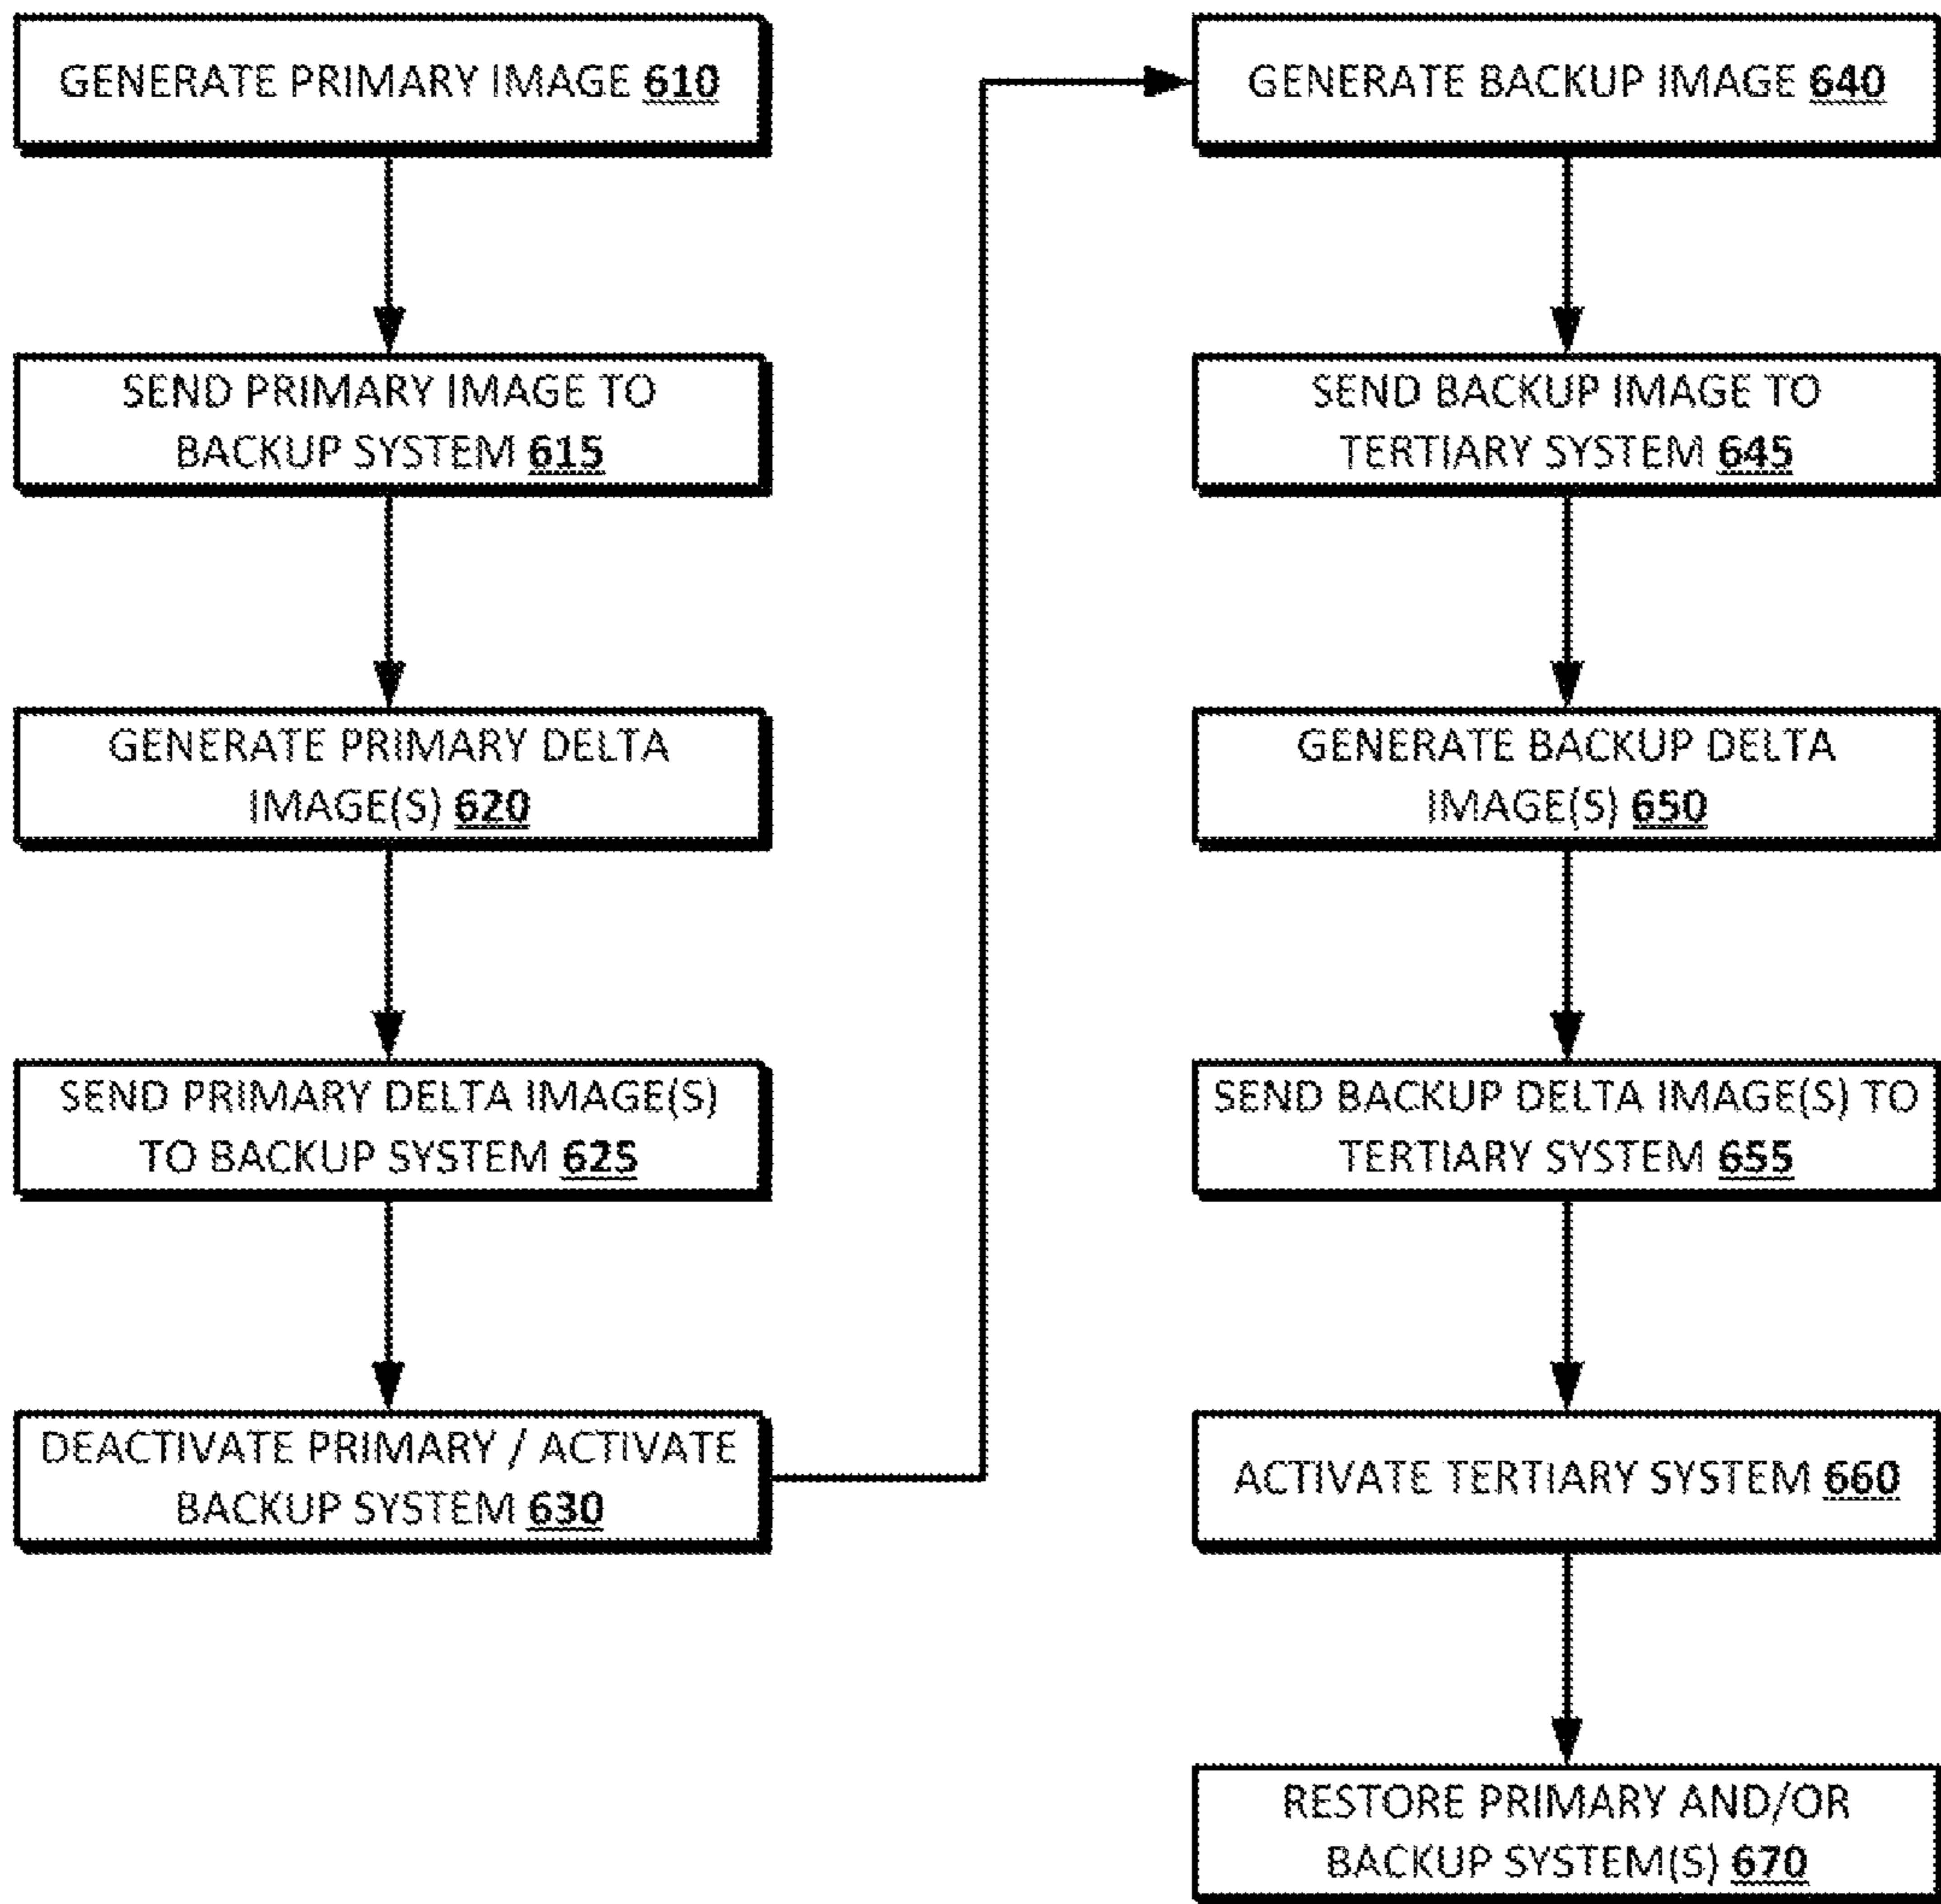 GENERATE PRIMARY IMAGE 610
SEND PRIMARY IMAGE TO
BACKUP SYSTEM 615
GENERATE PRIMARY DELTA
IMAGE(S) 620
SEND PRIMARY DELTA IMAGE(S)
TO BACKUP SYSTEM 625
DEACTIVATE PRIMARY / ACTIVATE
BACKUP SYSTEM 630
GENERATE BACKUP IMAGE 640
SEND BACKUP IMAGE TO
TERTIARY SYSTEM 645
GENERATE BACKUP DELTA
IMAGE(S) 650
SEND BACKUP DELTA IMAGE(S) TO
TERTIARY SYSTEM 655
ACTIVATE TERTIARY SYSTEM 660
RESTORE PRIMARY AND/OR
BACKUP SYSTEM(S) 670